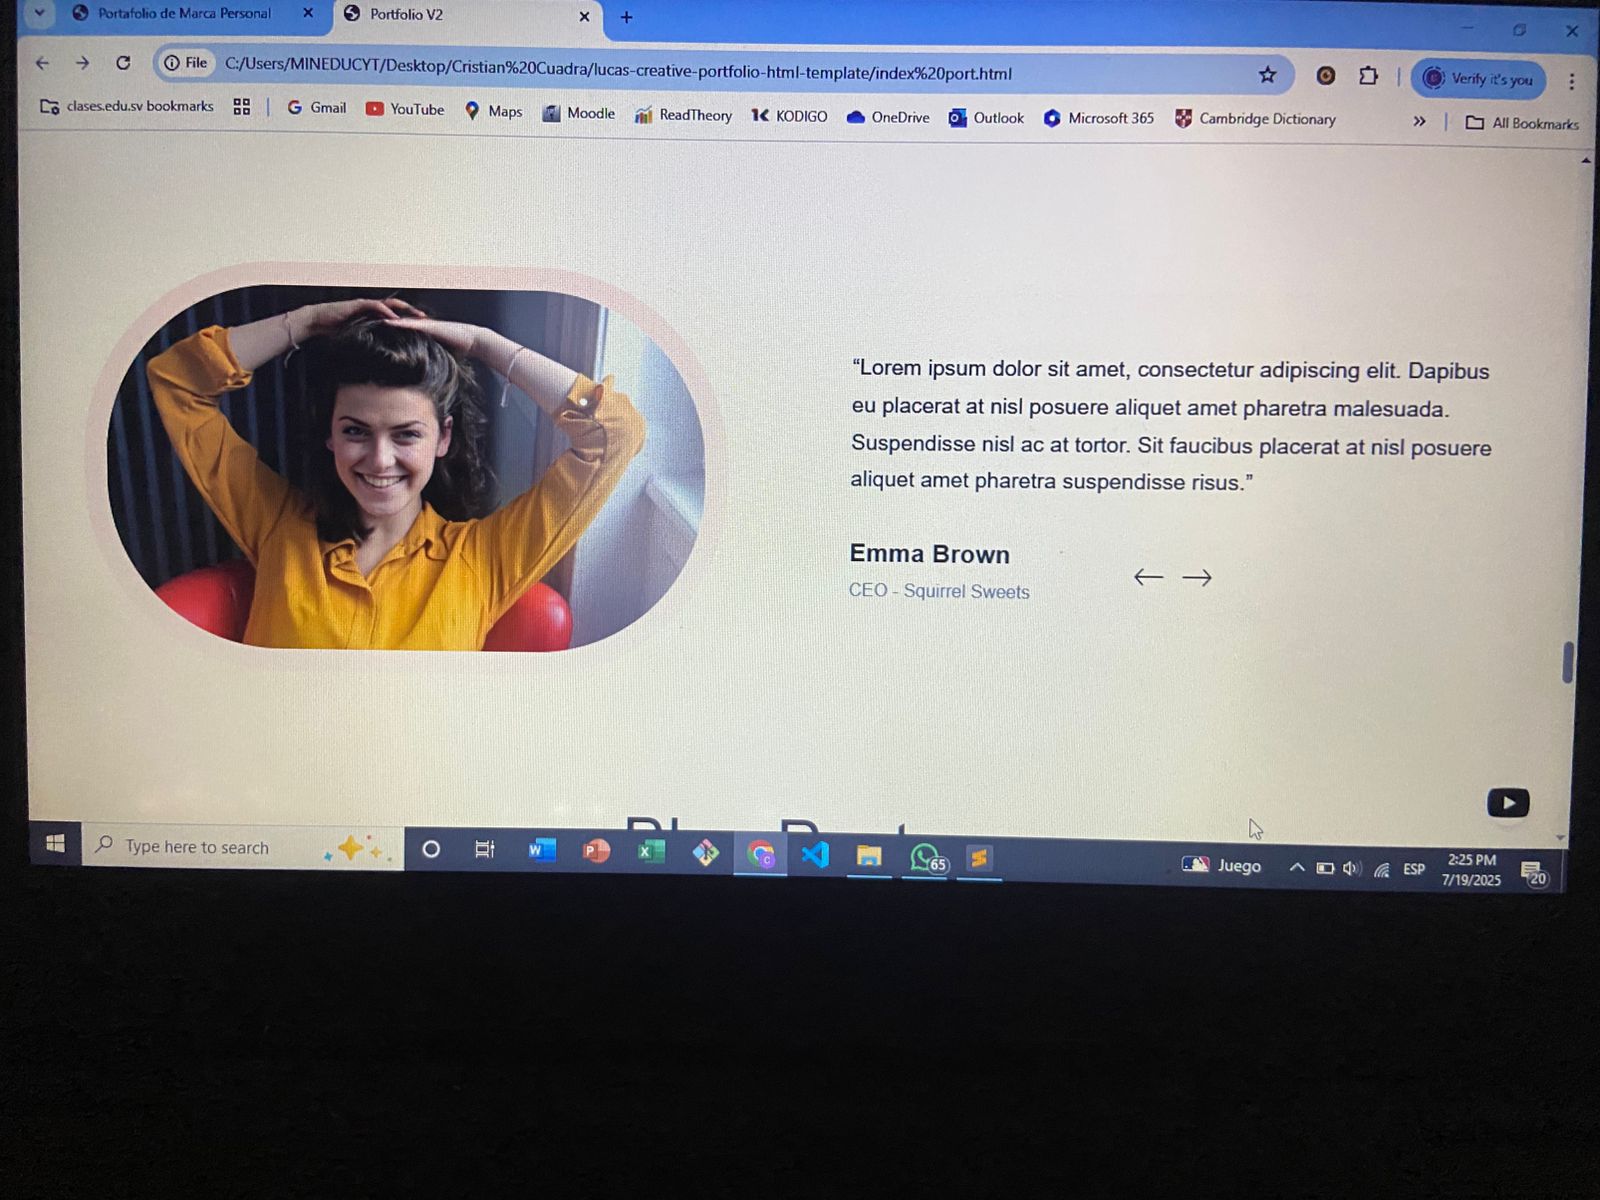 Portafolio de Marca Personal
Portfolio V2
File
C:/Users/MINEDUCYT/Desktop/Cristian%20Cuadra/lucas-creative-portfolio-html-template/index%20port.html
Verify it's you
clases.edu.sv bookmarks
Gmail
YouTube
Maps
Moodle
ReadTheory
1K KODIGO
OneDrive
Outlook
Microsoft 365
Cambridge Dictionary
All Bookmarks
“Lorem ipsum dolor sit amet, consectetur adipiscing elit. Dapibus
eu placerat at nisl posuere aliquet amet pharetra malesuada.
Suspendisse nisl ac at tortor. Sit faucibus placerat at nisl posuere
aliquet amet pharetra suspendisse risus.”
Emma Brown
CEO - Squirrel Sweets
Type here to search
65
Juego
ESP
2:25 PM
7/19/2025
20